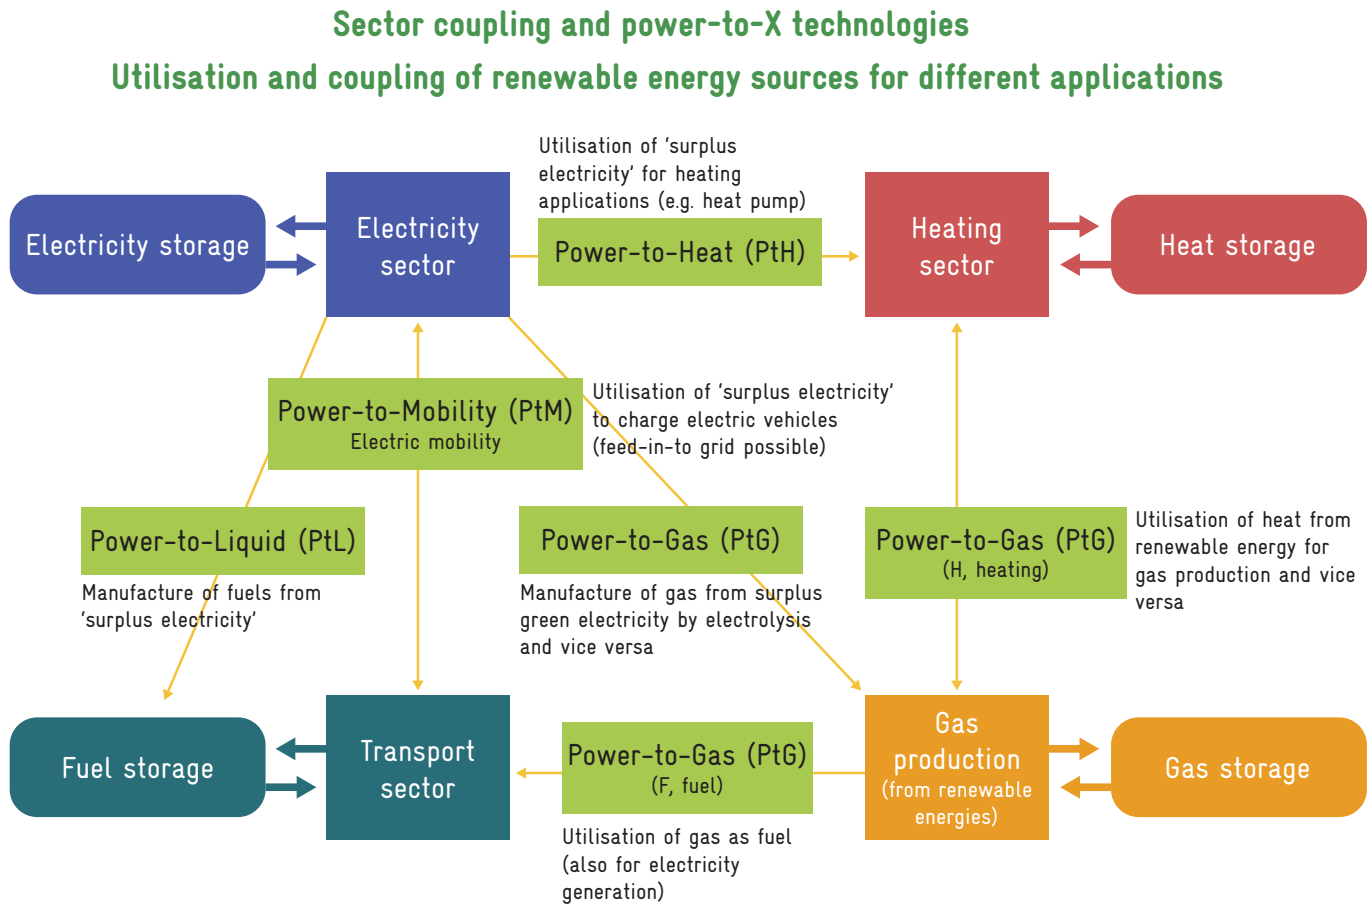 Sector coupling and power-to-X technologies
Utilisation and coupling of renewable energy sources for different applications
Utilisation of ‘surplus
electricity’ for heating
applications (e.g. heat pump)
Electricity storage
Electricity
sector
Power-to-Heat (PtH)
Heating
sector
Heat storage
Power-to-Mobility (PtM)
Electric mobility
Utilisation of ‘surplus electricity’
to charge electric vehicles
(feed-in-to grid possible)
Power-to-Liquid (PtL)
Manufacture of fuels from
‘surplus electricity’
Power-to-Gas (PtG)
Manufacture of gas from surplus
green electricity by electrolysis
and vice versa
Power-to-Gas (PtG)
(H, heating)
Utilisation of heat from
renewable energy for
gas production and vice
versa
Fuel storage
Transport
sector
Power-to-Gas (PtG)
(F, fuel)
Utilisation of gas as fuel
(also for electricity
generation)
Gas
production
(from renewable
energies)
Gas storage